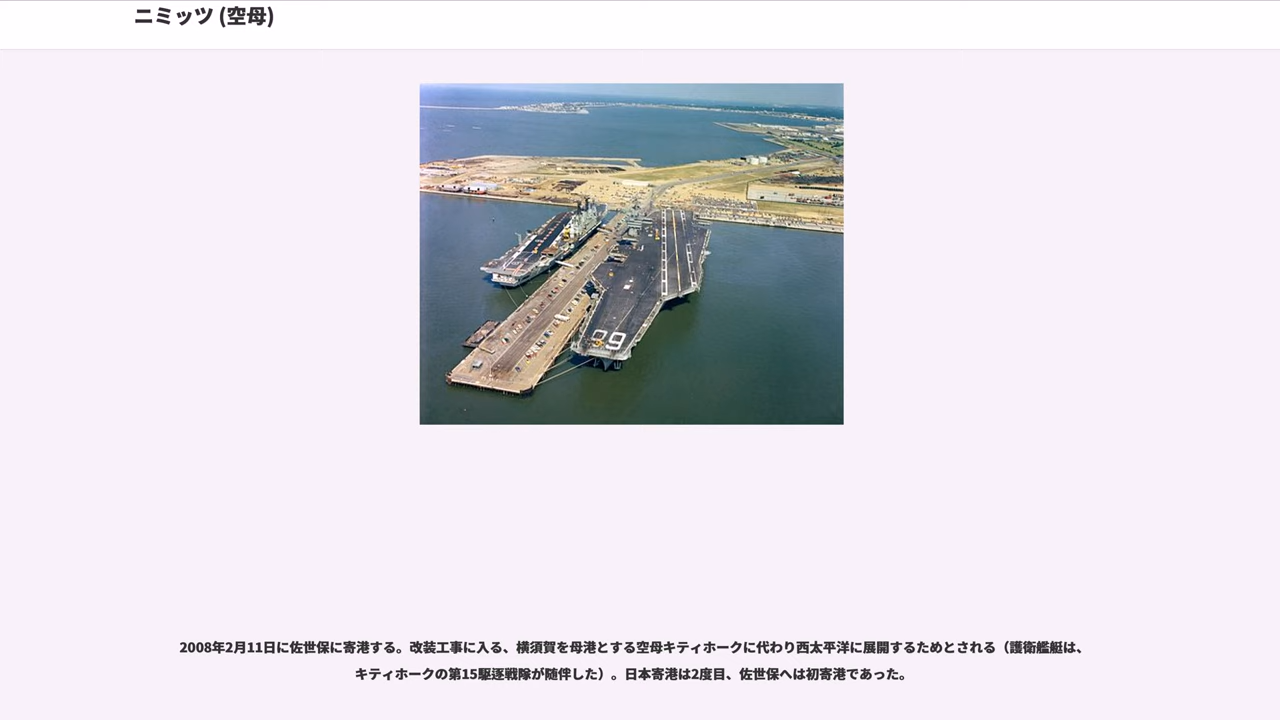 ニミッツ (空母)
68
2008年2月11日に佐世保に寄港する。改装工事に入る、横須賀を母港とする空母キティホークに代わり西太平洋に展開するためとされる（護衛艦艇は、
キティホークの第15駆逐戦隊が随伴した）。日本寄港は2度目、佐世保へは初寄港であった。